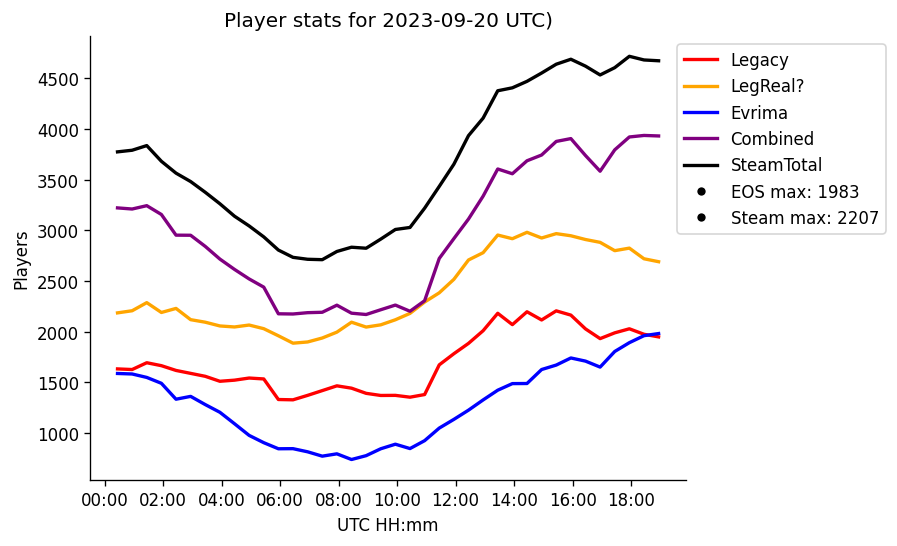 Player stats for 2023-09-20 UTC)
Players
4500
4000
3500
3000
2500
2000
1500
1000
00:00 02:00 04:00 06:00 08:00 10:00 12:00 14:00 16:00 18:00
UTC HH:mm
Legacy
LegReal?
Evrima
Combined
SteamTotal
EOS max: 1983
Steam max: 2207